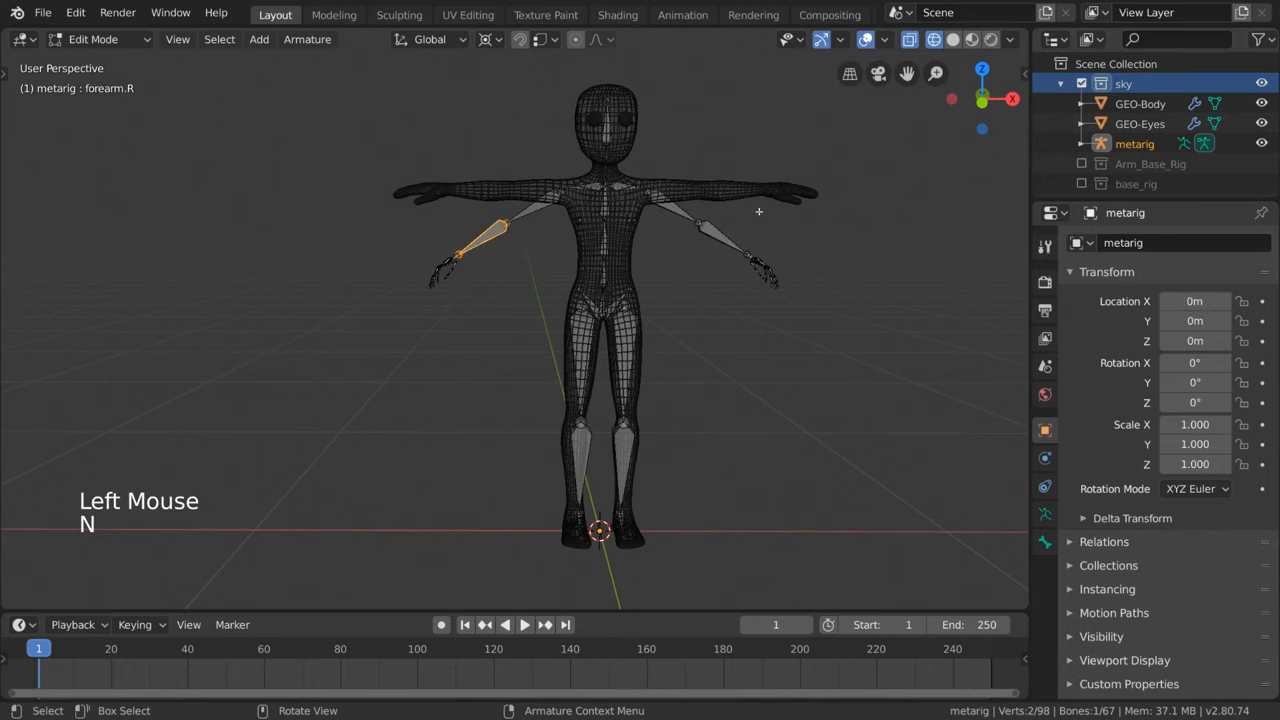 File Edit Render Window Help Layout Modeling Sculpting UV Editing Texture Paint Shading Animation Rendering Compositing Scene View Layer
Edit Mode View Select Add Armature Global
User Perspective
(1) metarig : forearm.R
Z
X
Left Mouse
N
Scene Collection
sky
GEO-Body
GEO-Eyes
metarig
Arm_Base_Rig
base_rig
metarig
metarig
Transform
Location X 0m
Y 0m
Z 0m
Rotation X 0°
Y 0°
Z 0°
Scale X 1.000
Y 1.000
Z 1.000
Rotation Mode XYZ Euler
Delta Transform
Relations
Collections
Instancing
Motion Paths
Visibility
Viewport Display
Custom Properties
Playback Keying View Marker 1 Start: 1 End: 250
1 20 40 60 80 100 120 140 160 180 200 220 240
Select Box Select Rotate View Armature Context Menu metarig | Verts:2/98 | Bones:1/67 | Mem: 37.1 MB | v2.80.74